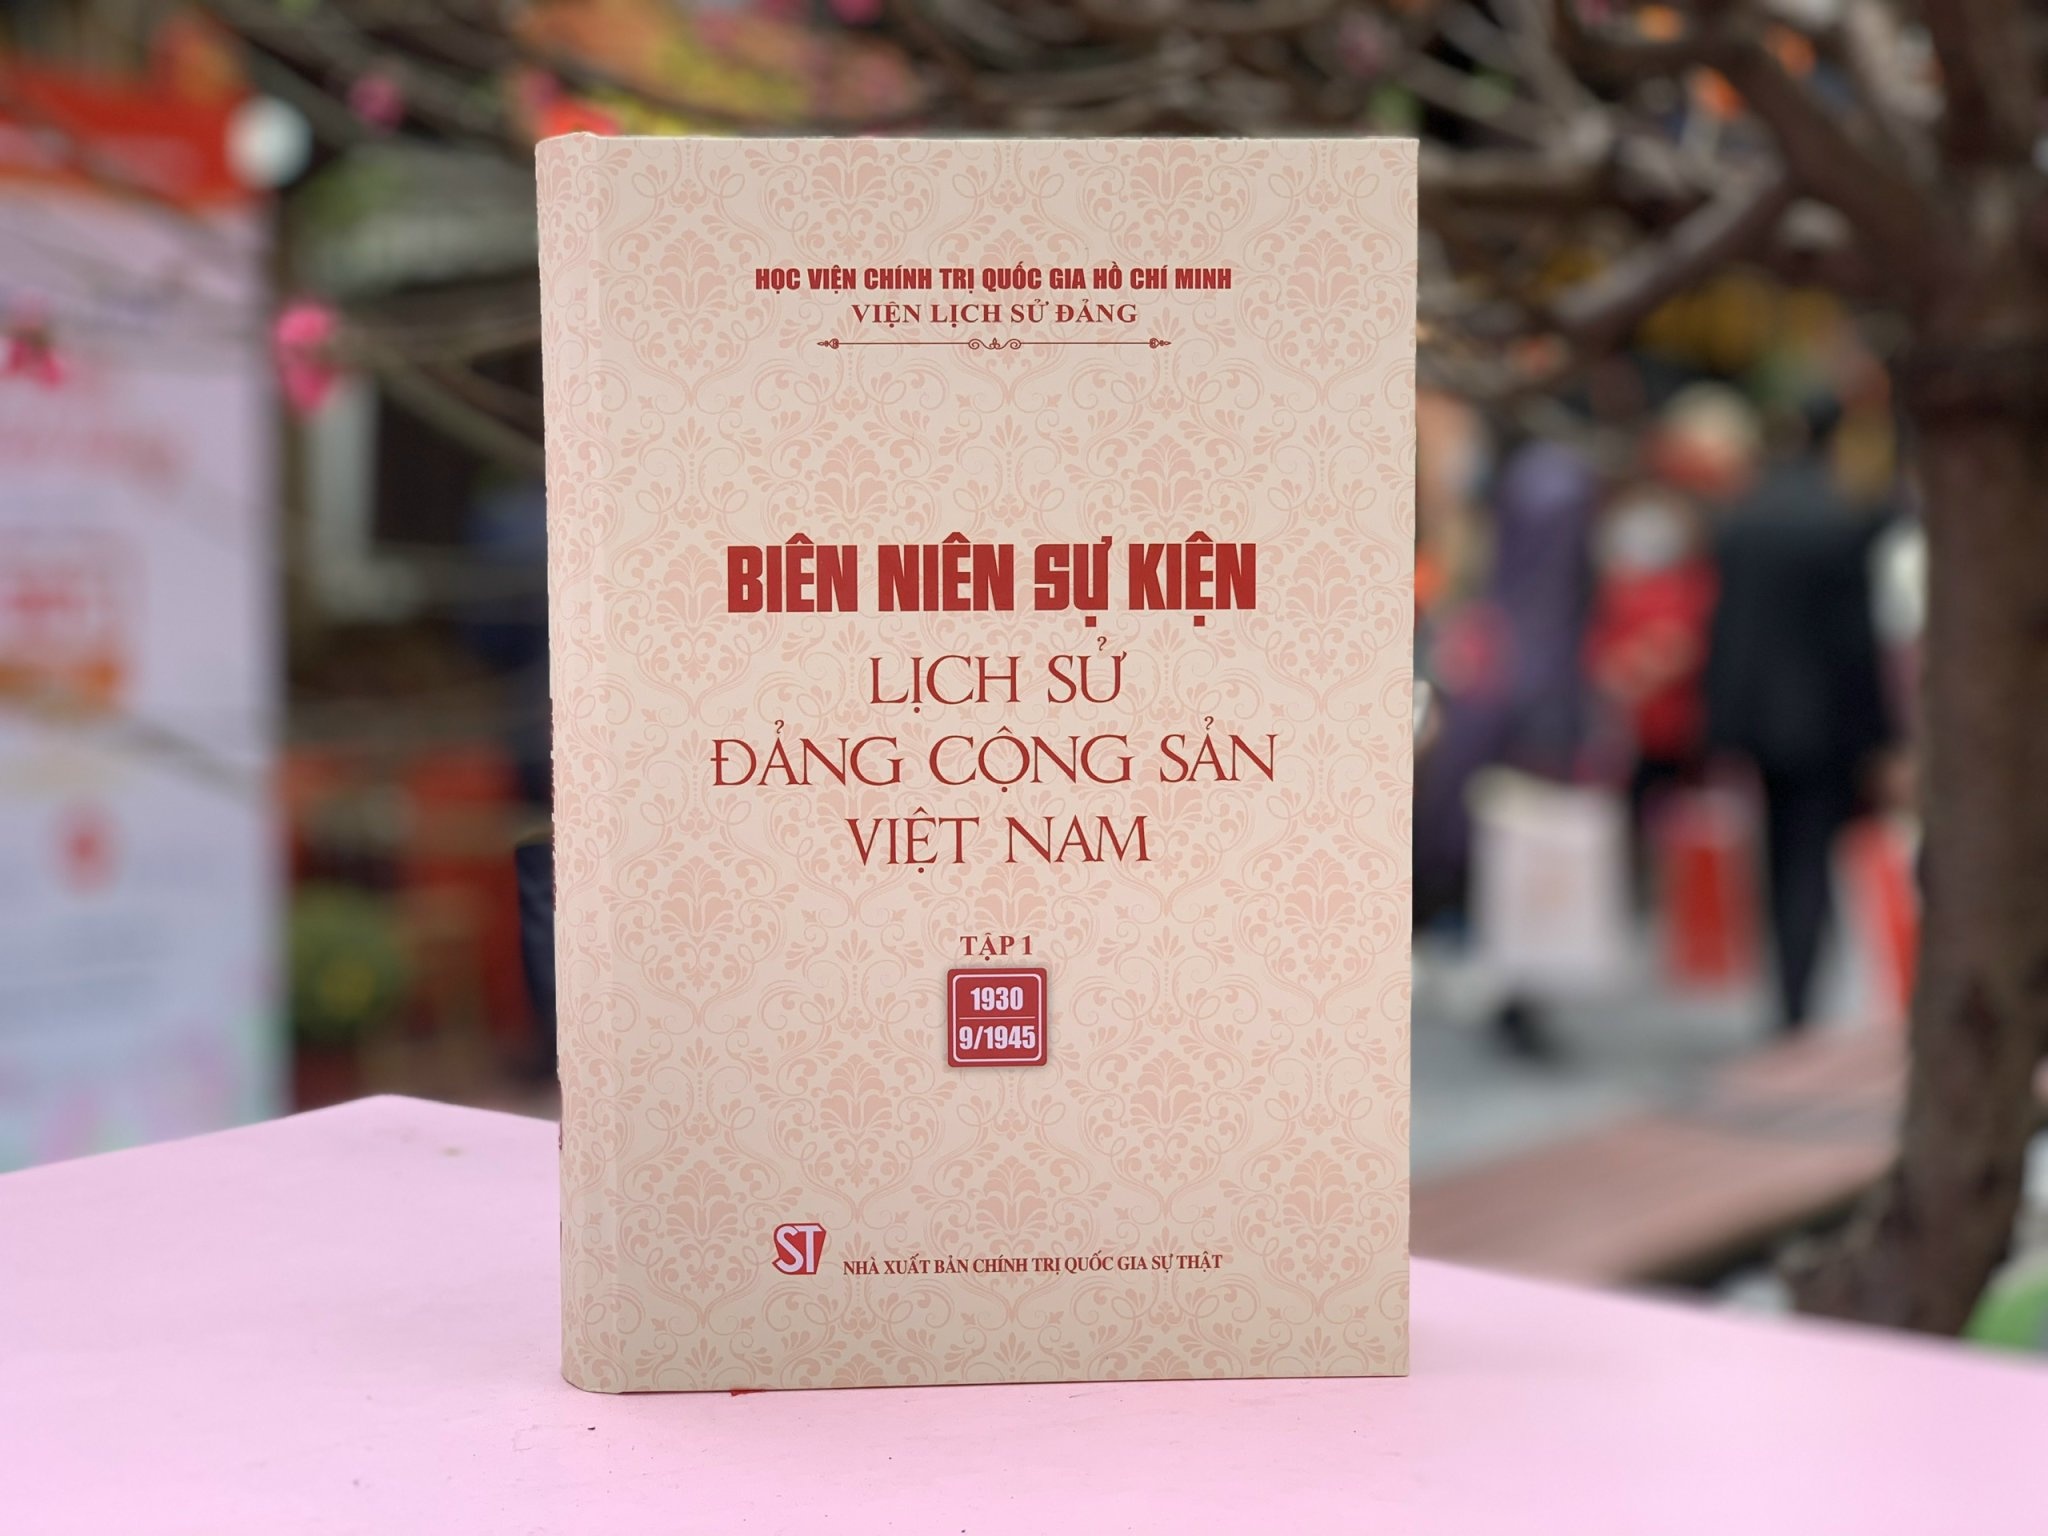 HỌC VIỆN CHÍNH TRỊ QUỐC GIA HỒ CHÍ MINH
VIỆN LỊCH SỬ ĐẢNG
BIÊN NIÊN SỰ KIỆN
LỊCH SỬ
ĐẢNG CỘNG SẢN
VIỆT NAM
TẬP 1
1930
9/1945
ST
NHÀ XUẤT BẢN CHÍNH TRỊ QUỐC GIA SỰ THẬT